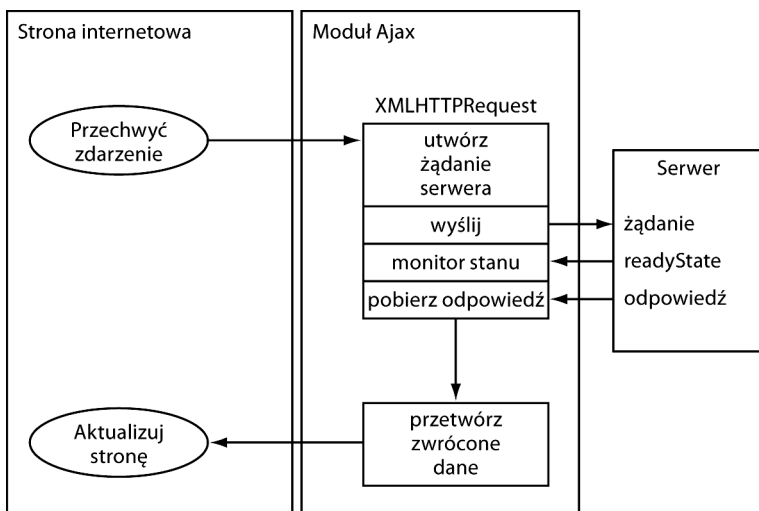 Strona internetowa
Moduł Ajax
XMLHTTPRequest
Przechwyć
zdarzenie
utwórz
żądanie
serwera
wyślij
monitor stanu
pobierz odpowiedź
Serwer
żądanie
readyState
odpowiedź
przetwórz
zwrócone
dane
Aktualizuj
stronę